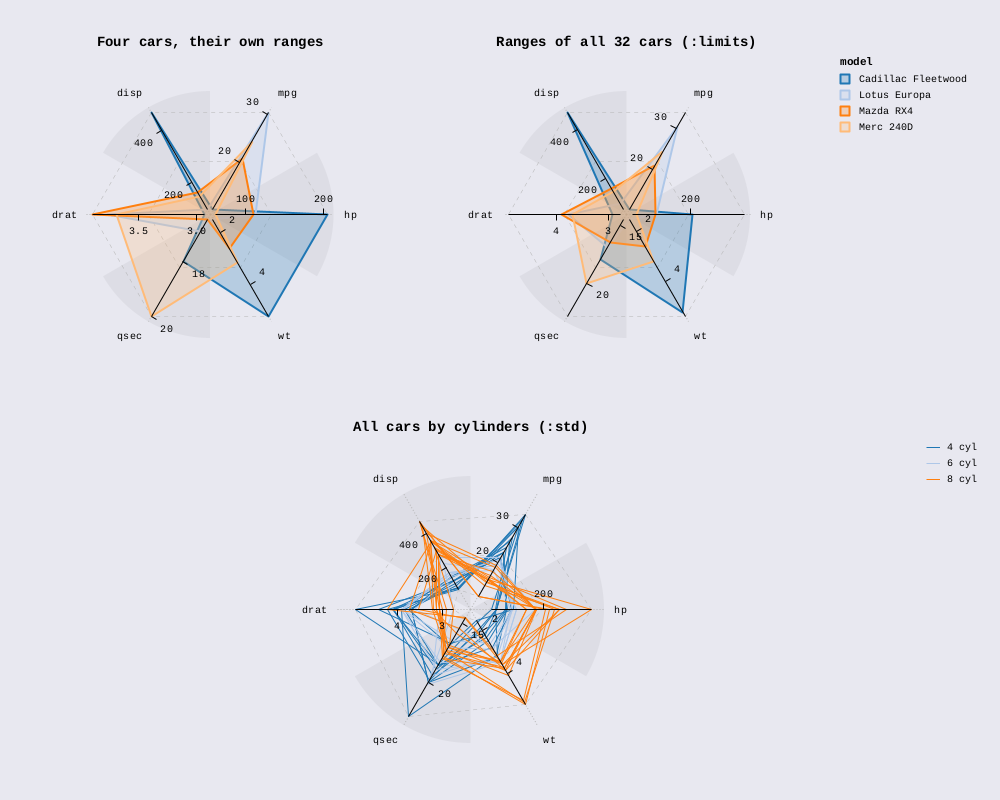 Four cars, their own ranges
disp
mpg
30
400
20
200
100
200
drat
hp
3.5
3.0
2
18
4
20
qsec
wt
Ranges of all 32 cars (:limits)
disp
mpg
30
400
20
200
200
drat
hp
4
3
2
15
4
20
qsec
wt
model
Cadillac Fleetwood
Lotus Europa
Mazda RX4
Merc 240D
All cars by cylinders (:std)
disp
mpg
30
400
20
200
200
drat
hp
4
3
2
15
4
20
qsec
wt
4 cyl
6 cyl
8 cyl